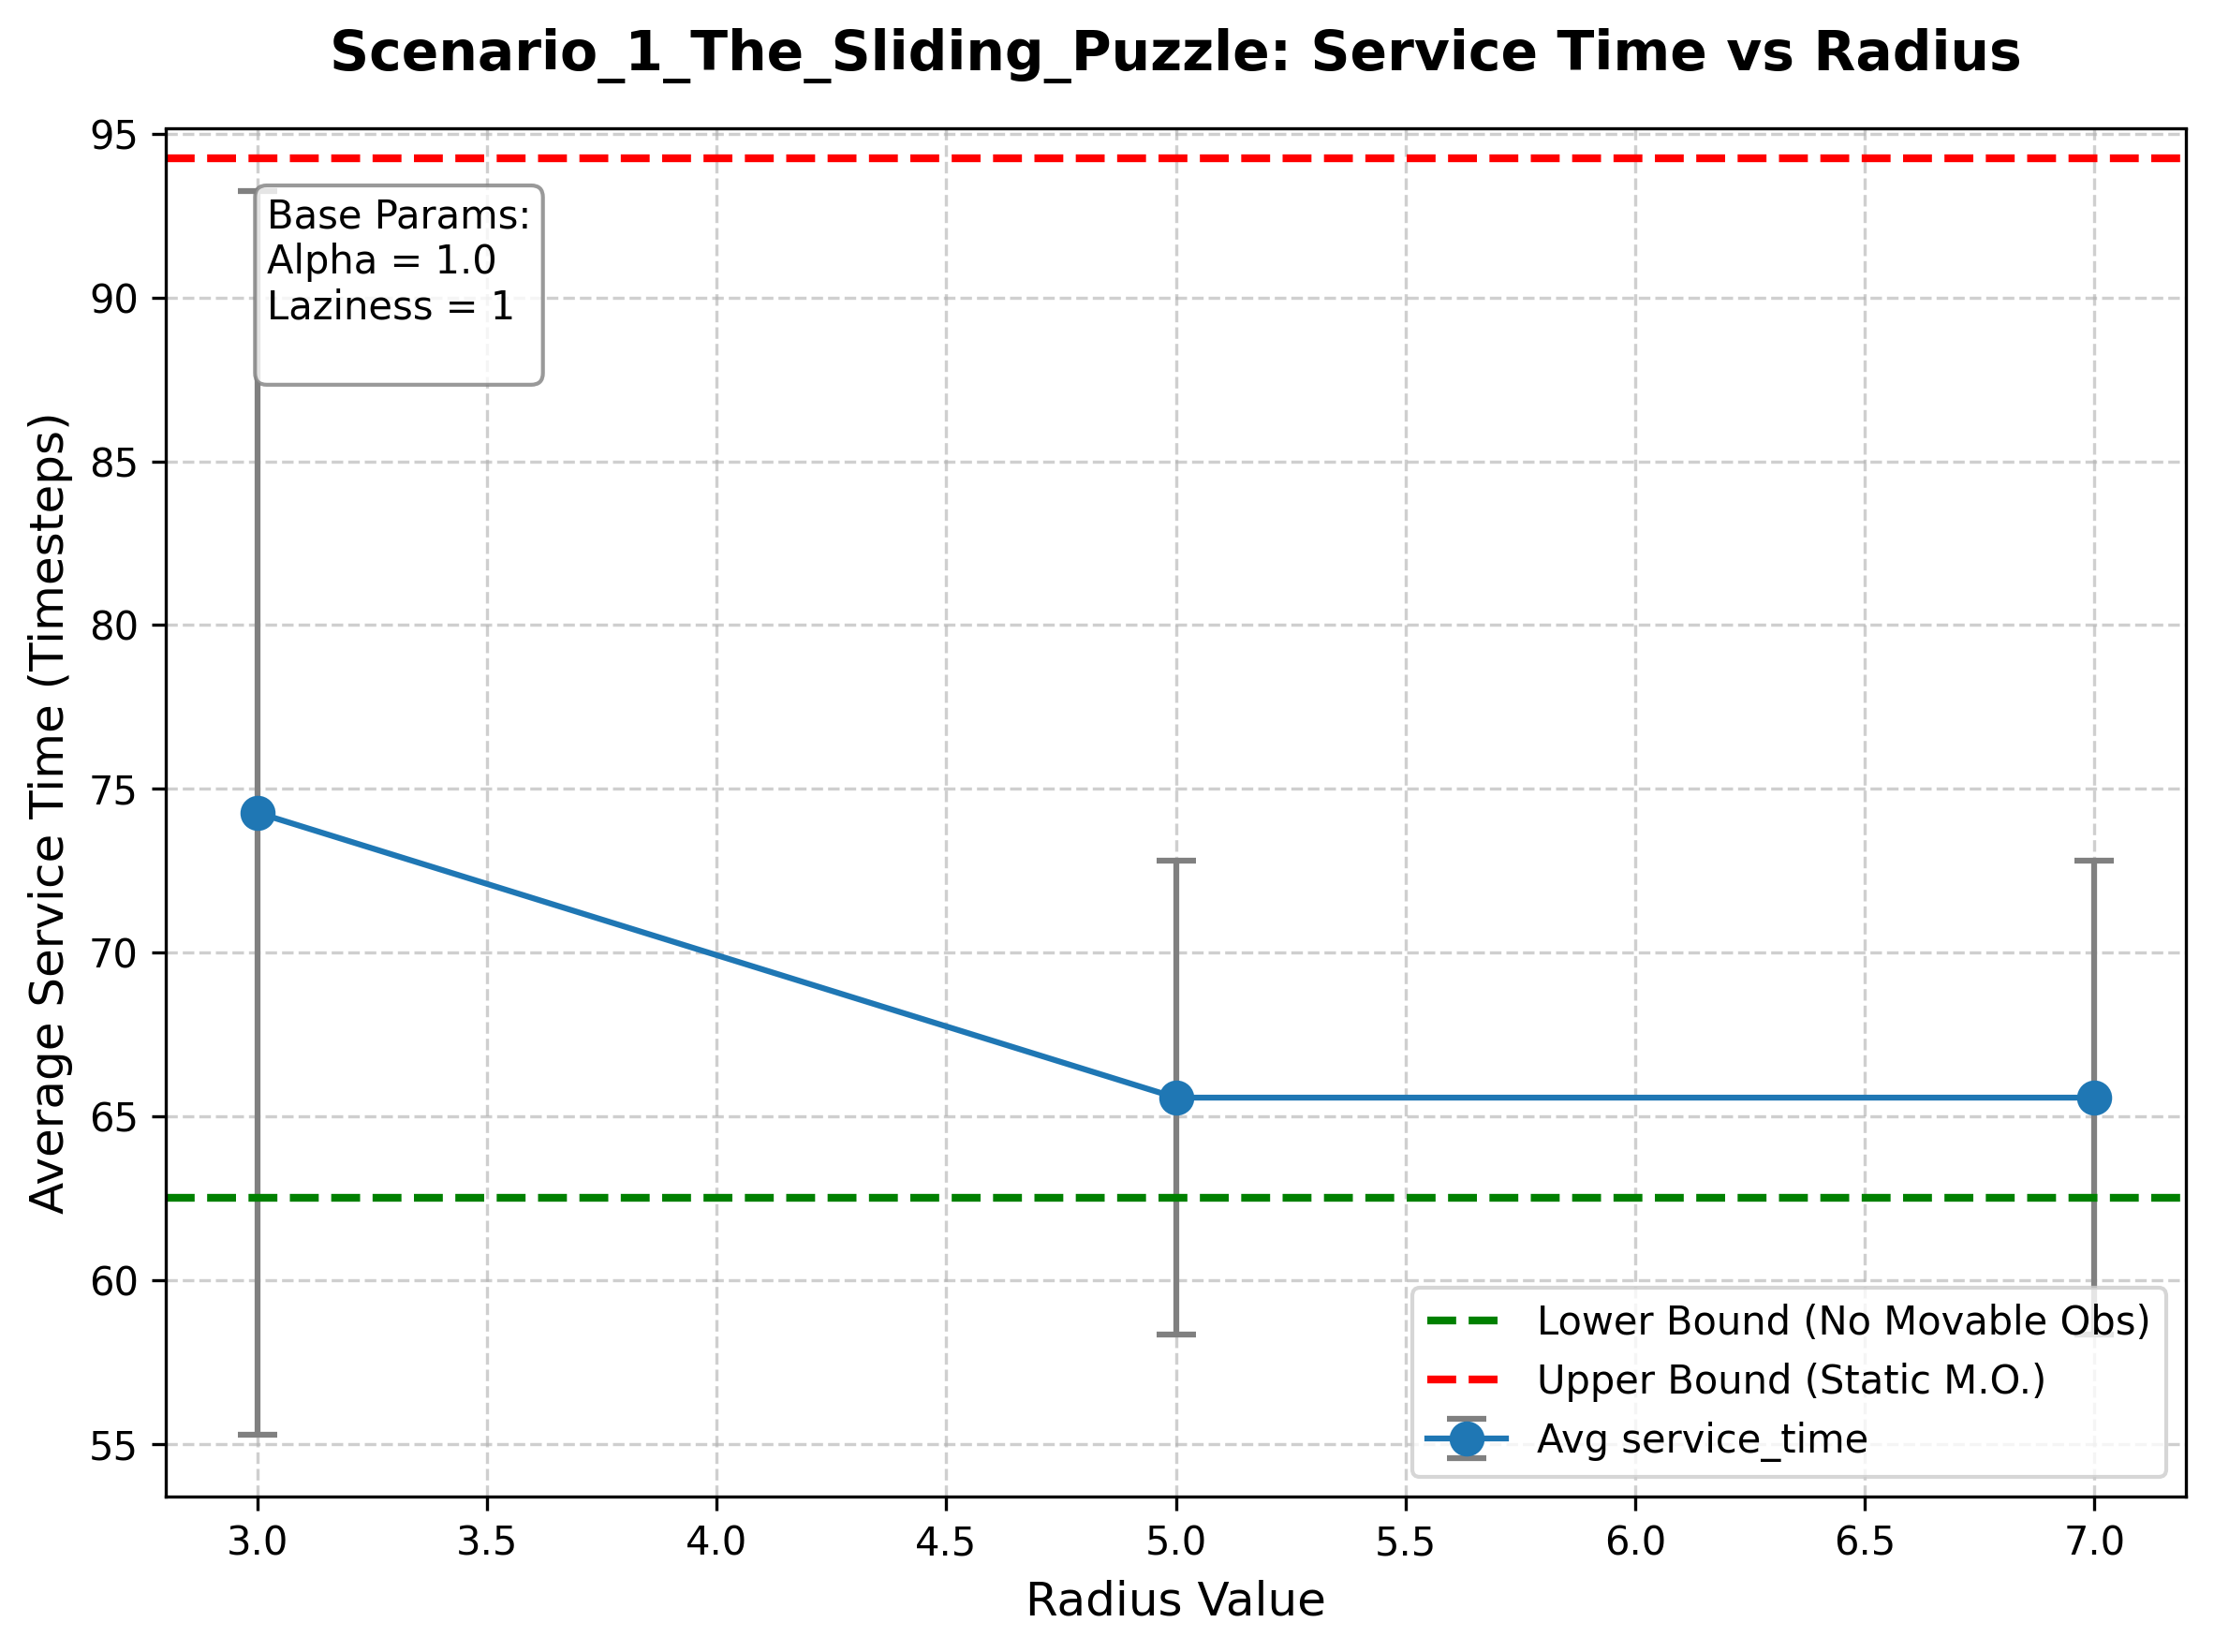 Scenario_1_The_Sliding_Puzzle: Service Time vs Radius
Average Service Time (Timesteps)
95
90
85
80
75
70
65
60
55
Base Params:
Alpha = 1.0
Laziness = 1
Lower Bound (No Movable Obs)
Upper Bound (Static M.O.)
Avg service_time
3.0 3.5 4.0 4.5 5.0 5.5 6.0 6.5 7.0
Radius Value